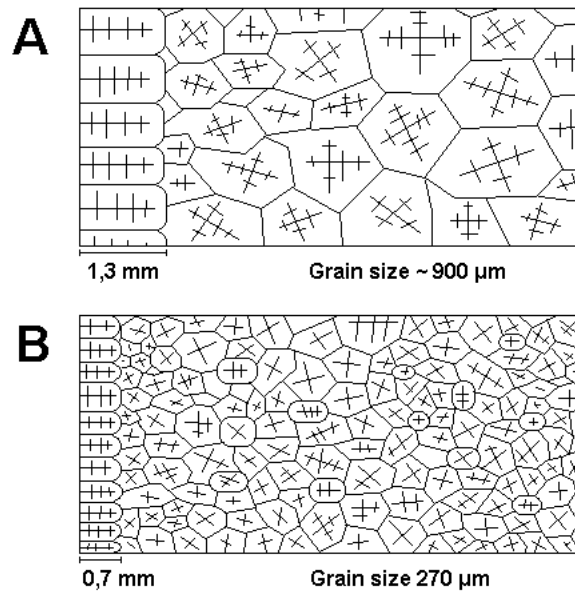 A
1,3 mm
Grain size ~ 900 µm
B
0,7 mm
Grain size 270 µm